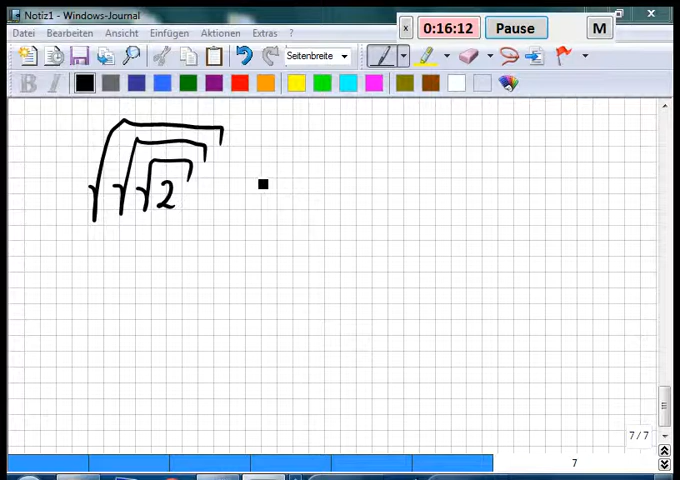 Notiz1 - Windows-Journal
x 0:16:12 Pause M
Datei Bearbeiten Ansicht Einfügen Aktionen Extras ?
Seitenbreite
B I
√√√2
7 / 7
7